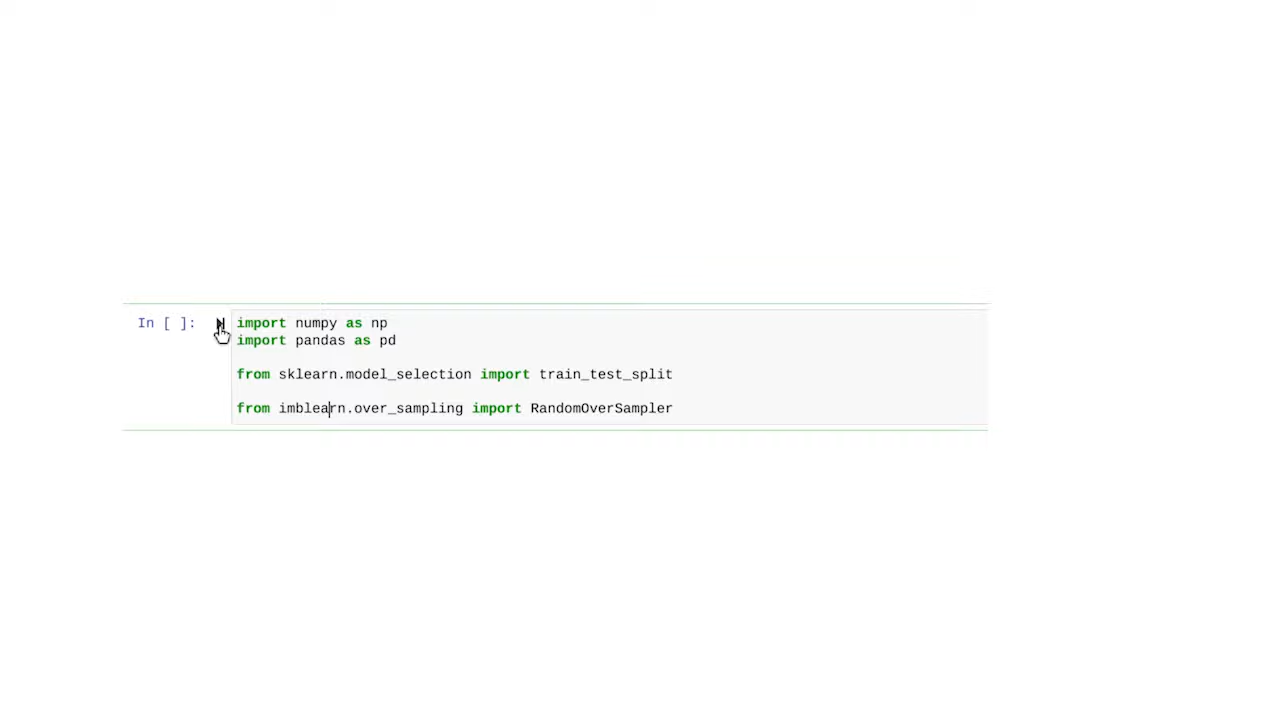 In [ ]: import numpy as np
import pandas as pd
from sklearn.model_selection import train_test_split
from imblearn.over_sampling import RandomOverSampler